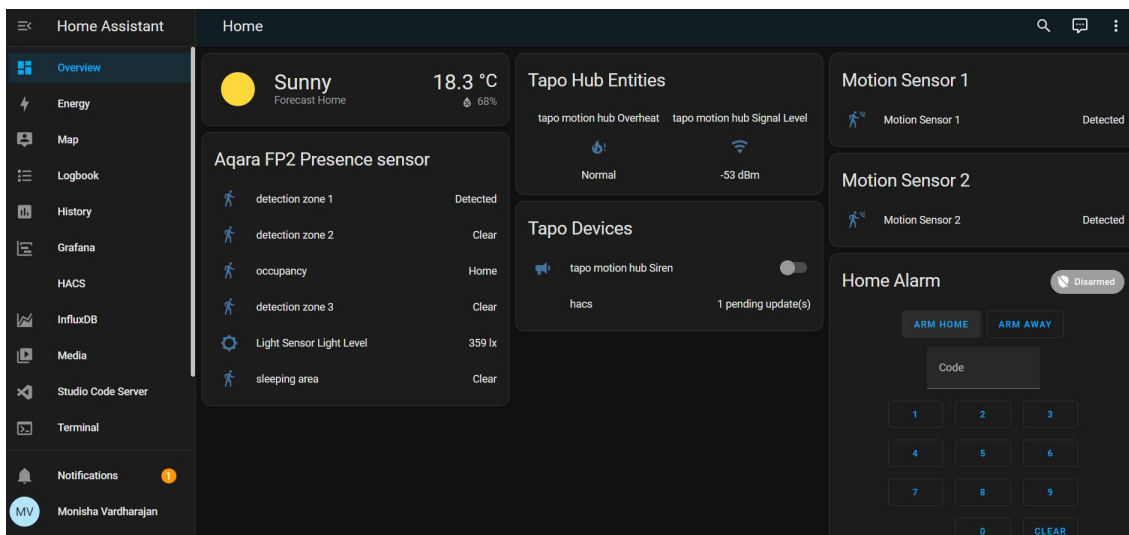 Home Assistant
Overview
Energy
Map
Logbook
History
Grafana
HACS
InfluxDB
Media
Studio Code Server
Terminal
Notifications 1
MV Monisha Vardharajan
Home
Sunny 18.3 °C
Forecast Home 68%
Aqara FP2 Presence sensor
detection zone 1 Detected
detection zone 2 Clear
occupancy Home
detection zone 3 Clear
Light Sensor Light Level 359 lx
sleeping area Clear
Tapo Hub Entities
tapo motion hub Overheat tapo motion hub Signal Level
Normal -53 dBm
Tapo Devices
tapo motion hub Siren
hacs 1 pending update(s)
Motion Sensor 1
Motion Sensor 1 Detected
Motion Sensor 2
Motion Sensor 2 Detected
Home Alarm Disarmed
ARM HOME ARM AWAY
Code
1 2 3
4 5 6
7 8 9
0 CLEAR